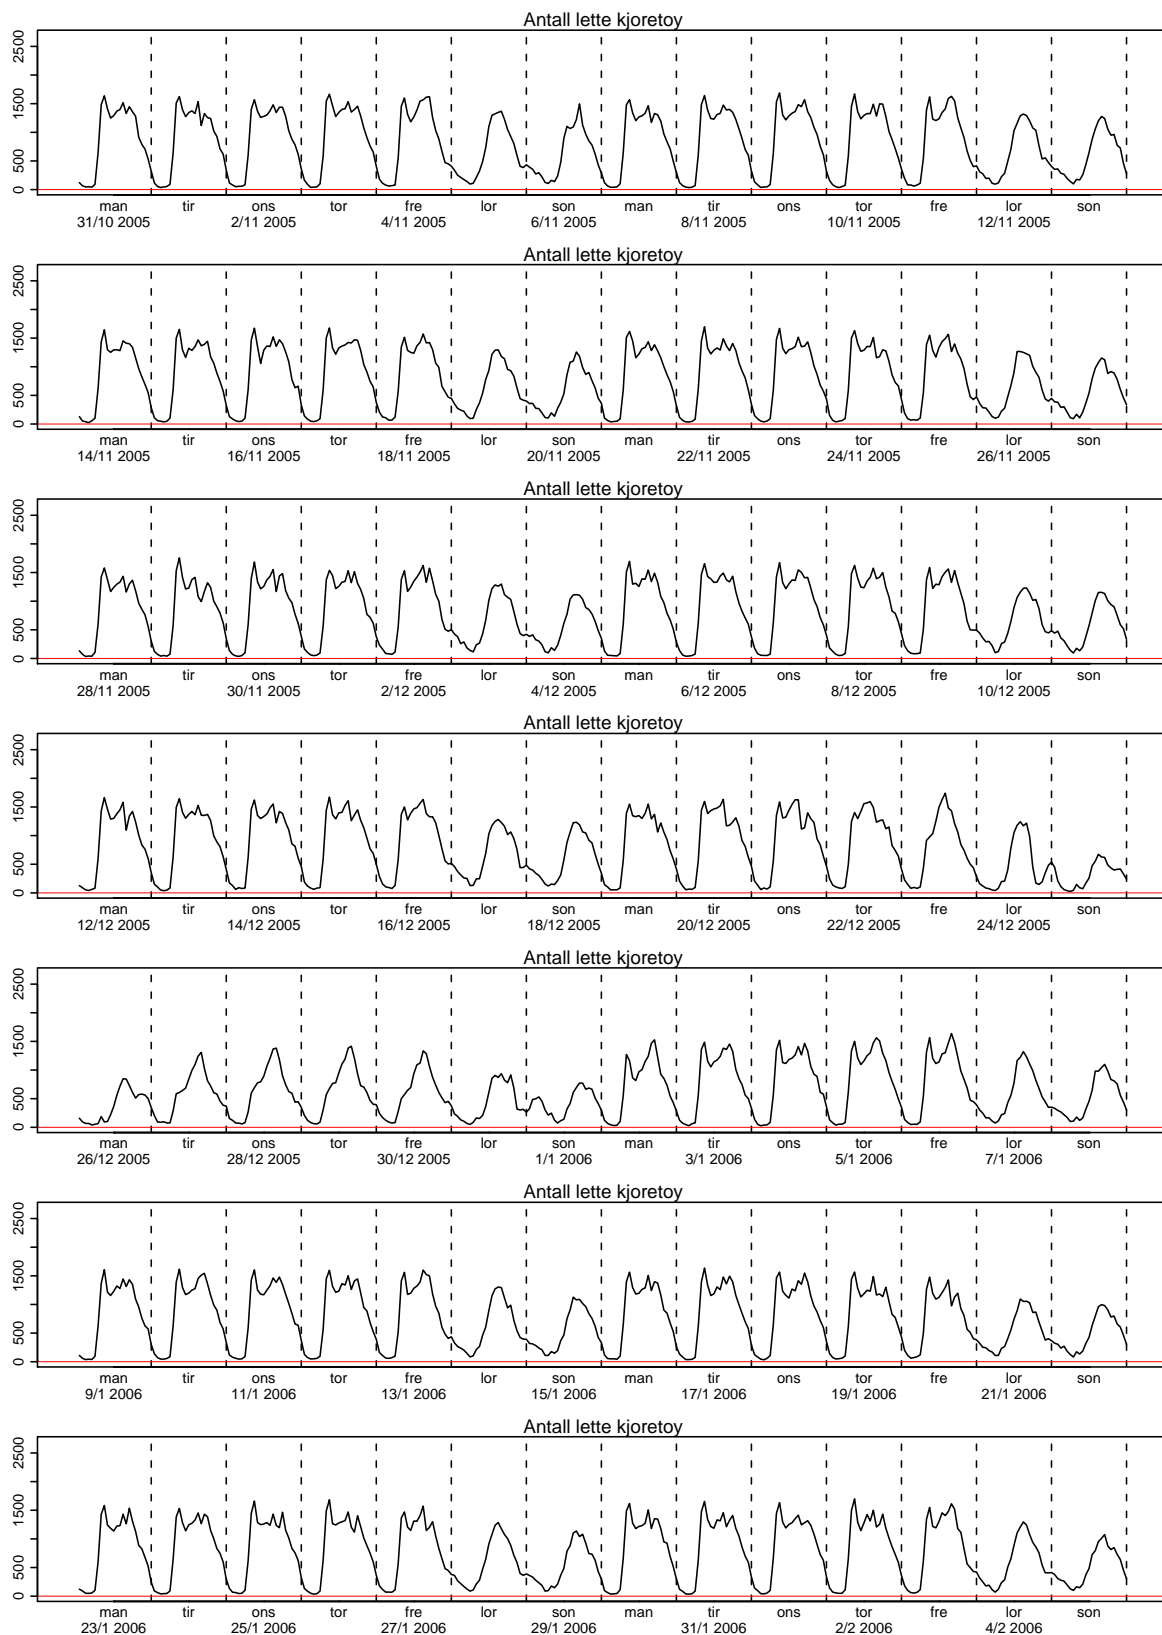 Antall lette kjoretoy
0 500 1500 2500
man tir ons tor fre lor son man tir ons tor fre lor son
31/10 2005 2/11 2005 4/11 2005 6/11 2005 8/11 2005 10/11 2005 12/11 2005
Antall lette kjoretoy
0 500 1500 2500
man tir ons tor fre lor son man tir ons tor fre lor son
14/11 2005 16/11 2005 18/11 2005 20/11 2005 22/11 2005 24/11 2005 26/11 2005
Antall lette kjoretoy
0 500 1500 2500
man tir ons tor fre lor son man tir ons tor fre lor son
28/11 2005 30/11 2005 2/12 2005 4/12 2005 6/12 2005 8/12 2005 10/12 2005
Antall lette kjoretoy
0 500 1500 2500
man tir ons tor fre lor son man tir ons tor fre lor son
12/12 2005 14/12 2005 16/12 2005 18/12 2005 20/12 2005 22/12 2005 24/12 2005
Antall lette kjoretoy
0 500 1500 2500
man tir ons tor fre lor son man tir ons tor fre lor son
26/12 2005 28/12 2005 30/12 2005 1/1 2006 3/1 2006 5/1 2006 7/1 2006
Antall lette kjoretoy
0 500 1500 2500
man tir ons tor fre lor son man tir ons tor fre lor son
9/1 2006 11/1 2006 13/1 2006 15/1 2006 17/1 2006 19/1 2006 21/1 2006
Antall lette kjoretoy
0 500 1500 2500
man tir ons tor fre lor son man tir ons tor fre lor son
23/1 2006 25/1 2006 27/1 2006 29/1 2006 31/1 2006 2/2 2006 4/2 2006